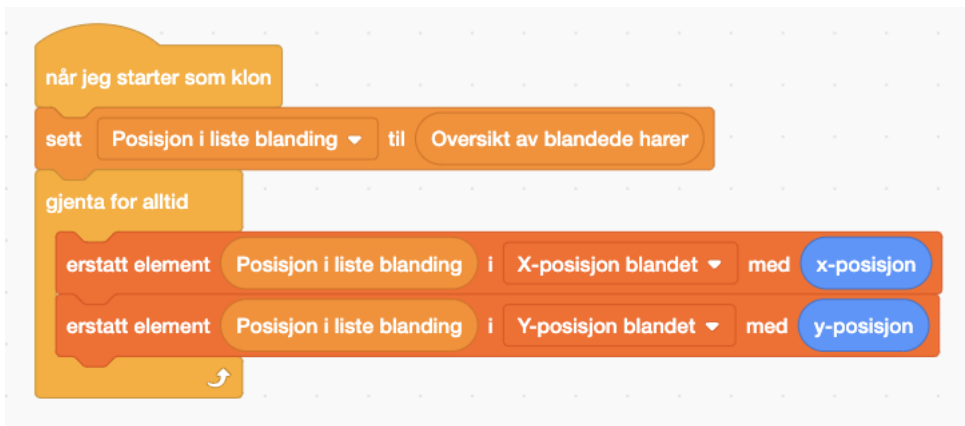 når jeg starter som klon
sett Posisjon i liste blanding til Oversikt av blandede harer
gjenta for alltid
erstatt element Posisjon i liste blanding i X-posisjon blandet med x-posisjon
erstatt element Posisjon i liste blanding i Y-posisjon blandet med y-posisjon